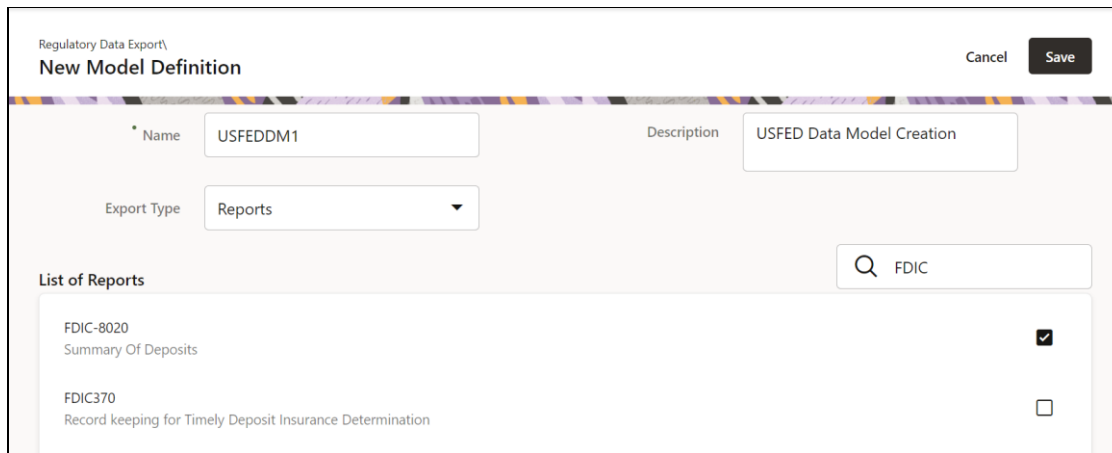 Regulatory Data Export\
New Model Definition
Cancel
Save
* Name
USFEDDM1
Description
USFED Data Model Creation
Export Type
Reports
List of Reports
FDIC
FDIC-8020
Summary Of Deposits
FDIC370
Record keeping for Timely Deposit Insurance Determination